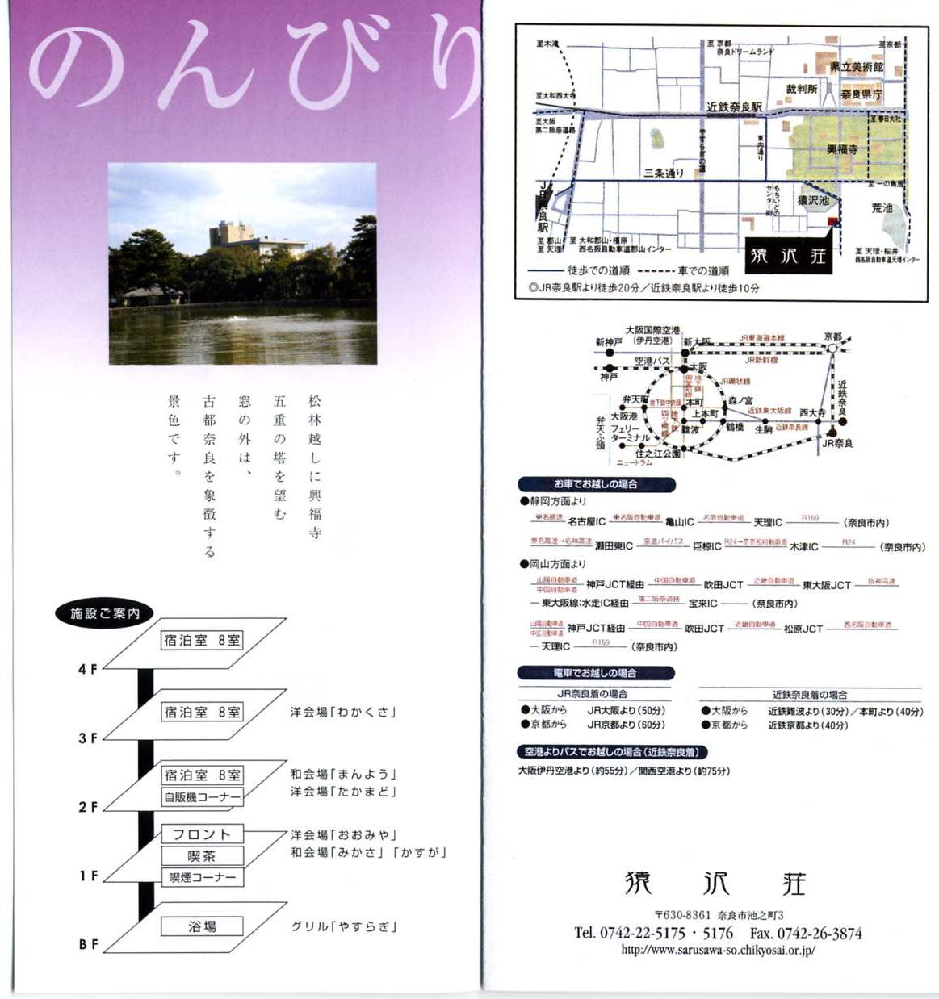 のんびり
松林越しに興福寺
五重の塔を望む
窓の外は、
古都奈良を象徴する
景色です。
施設ご案内
宿泊室 8室
4F
宿泊室 8室
洋会場「わかくさ」
3F
宿泊室 8室
和会場「まんよう」
自販機コーナー
洋会場「たかまど」
2F
フロント
洋会場「おおみや」
喫茶
和会場「みかさ」「かすが」
喫煙コーナー
1F
浴場
グリル「やすらぎ」
BF
至木滝
至 京都
奈良ドリームランド
至京都
県立美術館
裁判所
奈良県庁
至大和西大寺
近鉄奈良駅
至大阪
第二阪奈道路
至春日大社
やすらぎの道
東向通り
興福寺
三条通り
至 一の鳥居
JR奈良駅
もちいどの
センター街
猿沢池
荒池
至 郡山
至 天理
至 大和郡山・橿原
西名阪自動車道郡山インター
猿沢荘
至 天理・桜井
西名阪自動車道天理インター
徒歩での道順
車での道順
◎JR奈良駅より徒歩20分／近鉄奈良駅より徒歩10分
大阪国際空港
(伊丹空港)
新神戸
新大阪
JR東海道本線
京都
空港バス
JR新幹線
神戸
大阪
地下鉄
御堂筋線
JR環状線
近鉄奈良
弁天町
地下鉄中央線
本町
森ノ宮
大阪港
地下鉄
四ツ橋線
上本町
近鉄東大阪線
西大寺
弁天ふ頭
フェリー
ターミナル
難波
鶴橋
生駒
近鉄奈良線
JR奈良
住之江公園
ニュートラム
お車でお越しの場合
●静岡方面より
東名高速 名古屋IC 東名阪自動車道 亀山IC 名阪自動車道 天理IC R169 (奈良市内)
東名高速→名神高速 瀬田東IC 京滋バイパス 巨椋IC R24→京奈和自動車道 木津IC R24 (奈良市内)
●岡山方面より
山陽自動車道
中国自動車道
神戸JCT経由 中国自動車道 吹田JCT 近畿自動車道 東大阪JCT 阪神高速
東大阪線:水走IC経由 第二阪奈道路 宝来IC (奈良市内)
山陽自動車道
中国自動車道
神戸JCT経由 中国自動車道 吹田JCT 近畿自動車道 松原JCT 西名阪自動車道
天理IC R169 (奈良市内)
電車でお越しの場合
JR奈良着の場合
●大阪から JR大阪より(50分)
●京都から JR京都より(60分)
近鉄奈良着の場合
●大阪から 近鉄難波より(30分)／本町より(40分)
●京都から 近鉄京都より(40分)
空港よりバスでお越しの場合(近鉄奈良着)
大阪伊丹空港より(約55分)／関西空港より(約75分)
猿沢荘
〒630-8361 奈良市池之町3
Tel. 0742-22-5175・5176 Fax. 0742-26-3874
http://www.sarusawa-so.chikyosai.or.jp/